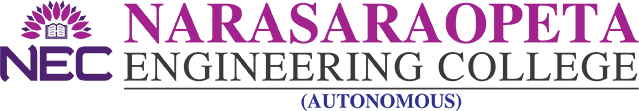 NEC
NARASARAOPETA
ENGINEERING COLLEGE
(AUTONOMOUS)